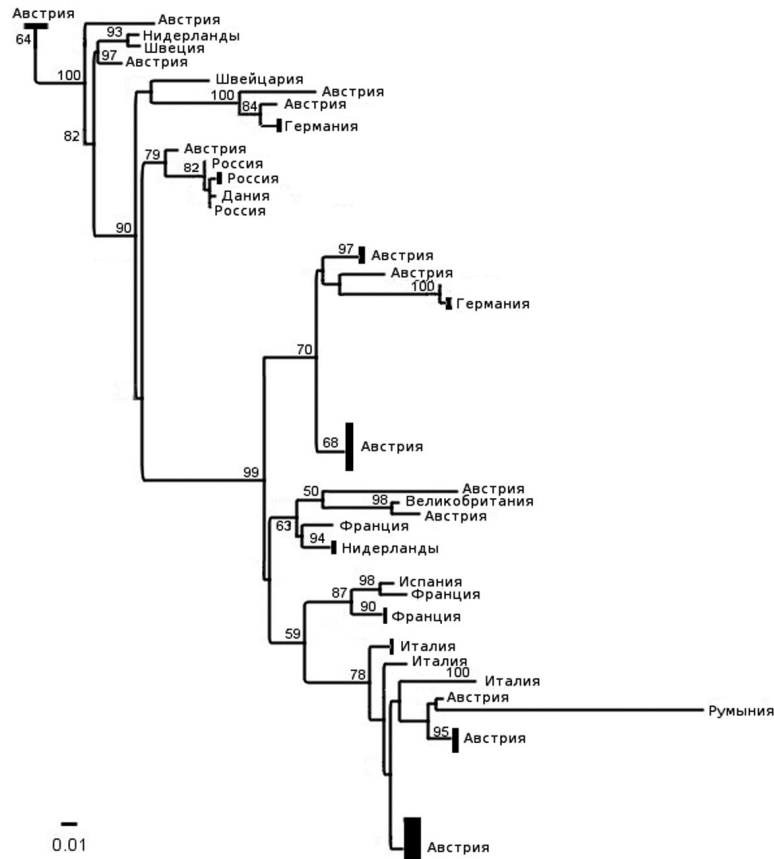 Австрия
64
Австрия
93
Нидерланды
Швеция
97
Австрия
100
Швейцария
100
Австрия
84
Австрия
Германия
82
79
Австрия
Россия
82
Россия
Дания
Россия
90
97
Австрия
Австрия
100
Германия
70
68
Австрия
99
50
Австрия
98
Великобритания
Австрия
63
Франция
94
Нидерланды
98
Испания
87
Франция
90
Франция
59
Италия
78
Италия
100
Италия
Австрия
Румыния
95
Австрия
0.01
Австрия